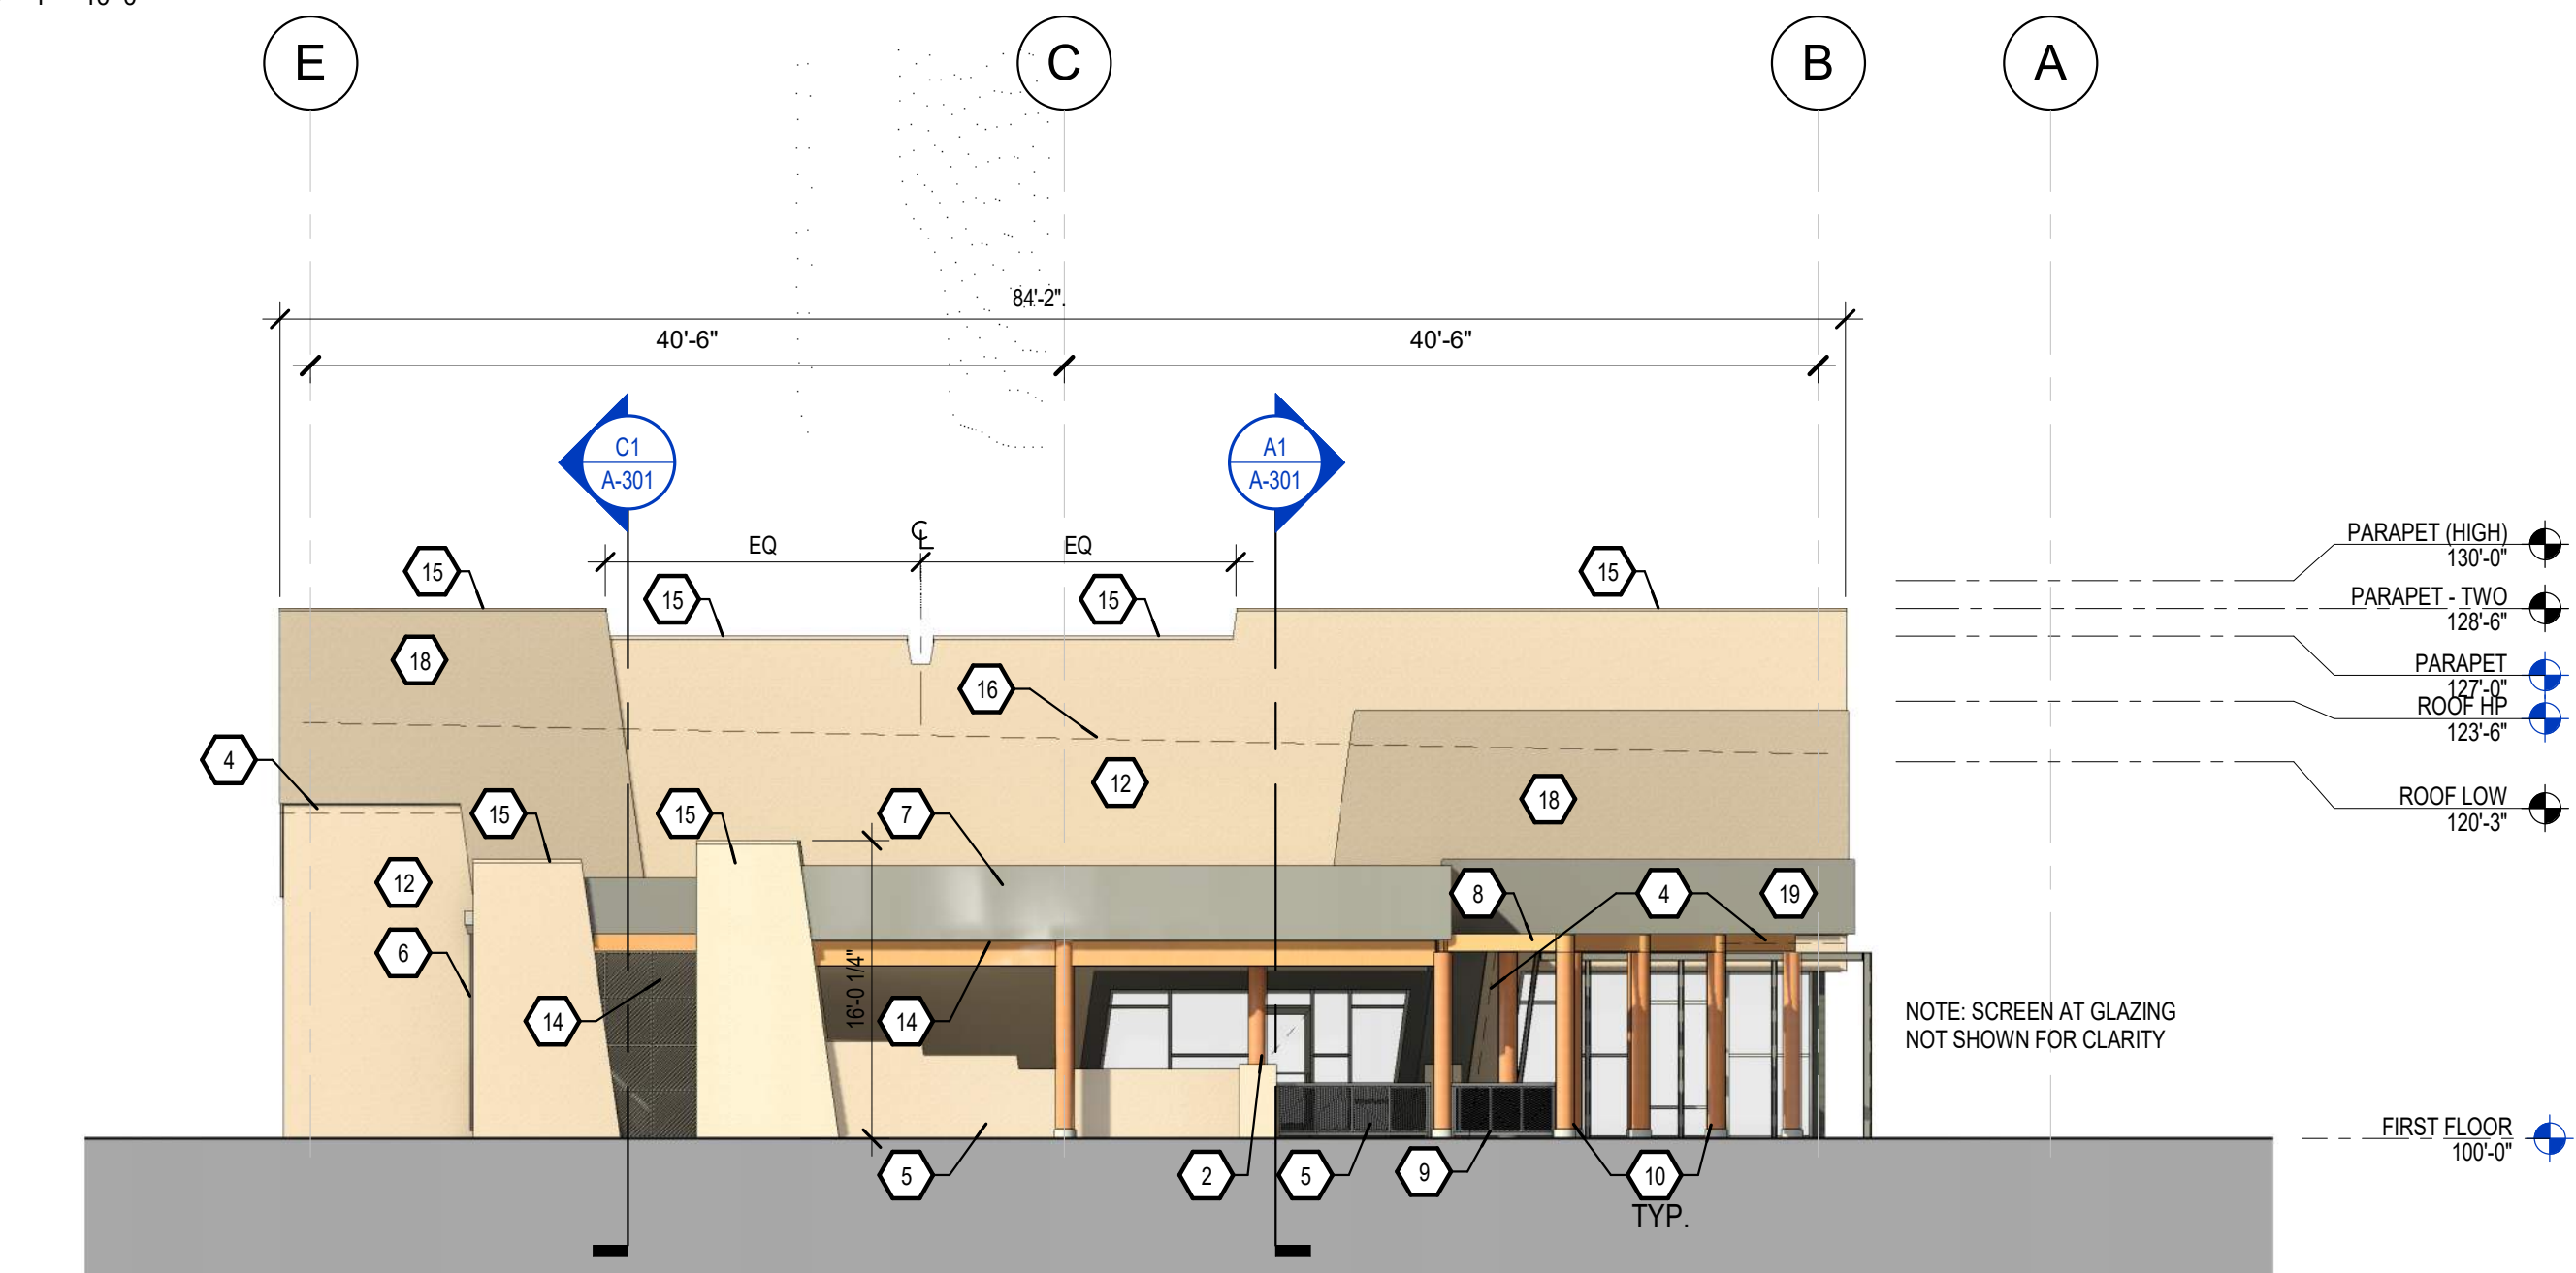 E
C
B
A
84'-2".
40'-6"
40'-6"
C1
A-301
A1
A-301
EQ
℄
EQ
PARAPET (HIGH)
130'-0"
PARAPET - TWO
128'-6"
PARAPET
127'-0"
ROOF HP
123'-6"
ROOF LOW
120'-3"
15
15
15
15
18
16
4
12
15
15
7
18
12
8
4
19
6
14
16'-0 1/4"
14
NOTE: SCREEN AT GLAZING
NOT SHOWN FOR CLARITY
FIRST FLOOR
100'-0"
5
2
5
9
10
TYP.